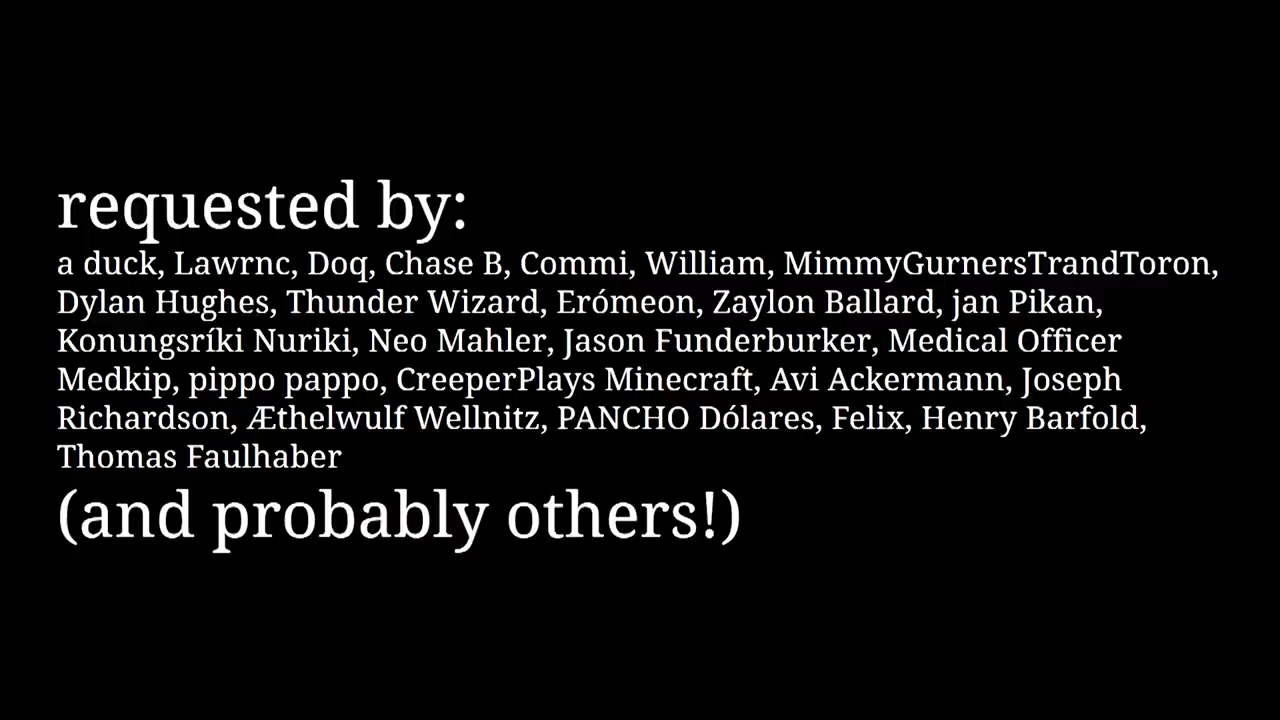 requested by:
a duck, Lawrnc, Doq, Chase B, Commi, William, MimmyGurnersTrandToron,
Dylan Hughes, Thunder Wizard, Erómeon, Zaylon Ballard, jan Pikan,
Konungsríki Nuriki, Neo Mahler, Jason Funderburker, Medical Officer
Medkip, pippo pappo, CreeperPlays Minecraft, Avi Ackermann, Joseph
Richardson, Æthelwulf Wellnitz, PANCHO Dólares, Felix, Henry Barfold,
Thomas Faulhaber
(and probably others!)